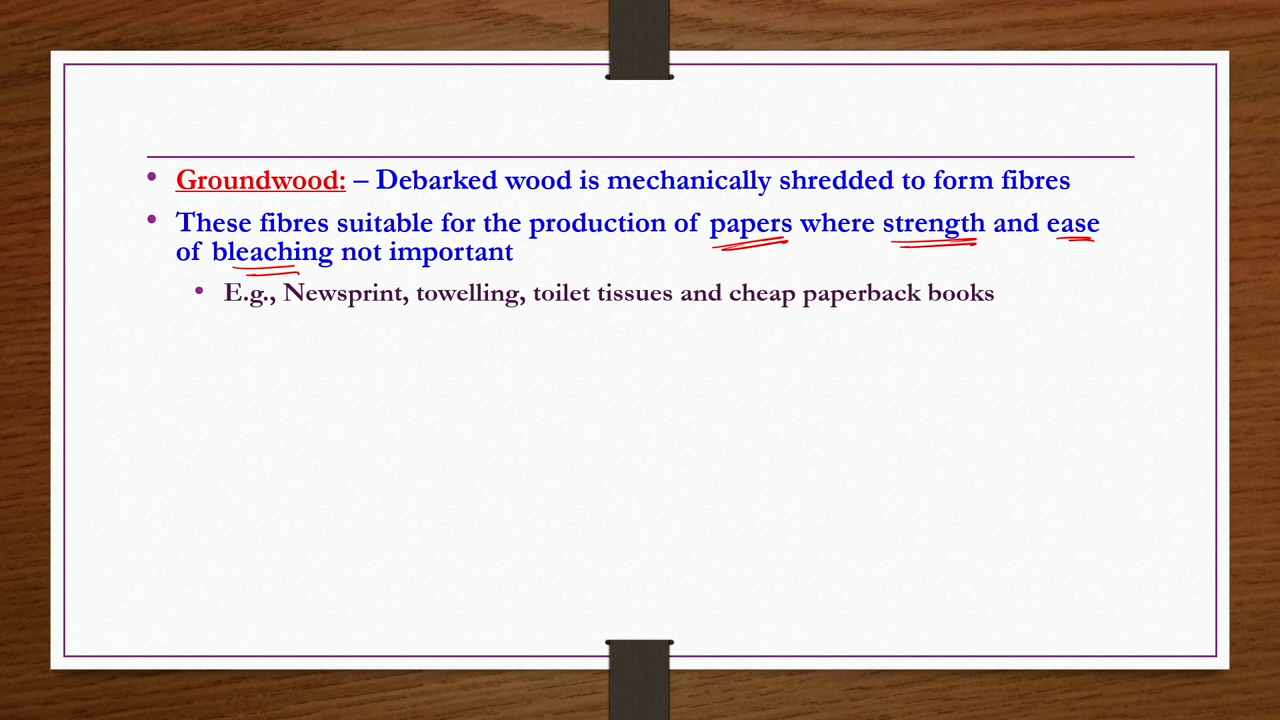 • Groundwood: – Debarked wood is mechanically shredded to form fibres
• These fibres suitable for the production of papers where strength and ease
of bleaching not important
• E.g., Newsprint, towelling, toilet tissues and cheap paperback books